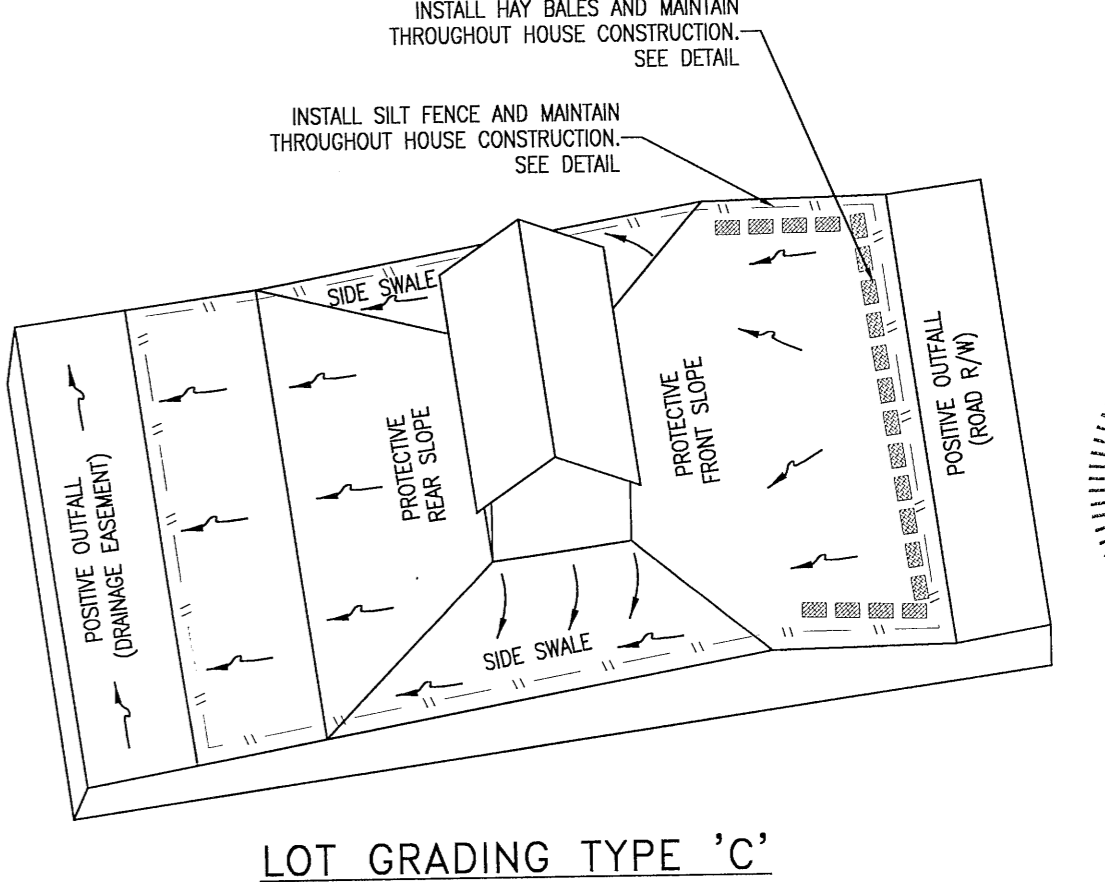 INSTALL HAY BALES AND MAINTAIN
THROUGHOUT HOUSE CONSTRUCTION.
SEE DETAIL
INSTALL SILT FENCE AND MAINTAIN
THROUGHOUT HOUSE CONSTRUCTION.
SEE DETAIL
SIDE SWALE
POSITIVE OUTFALL
(DRAINAGE EASEMENT)
PROTECTIVE
REAR SLOPE
PROTECTIVE
FRONT SLOPE
POSITIVE OUTFALL
(ROAD R/W)
SIDE SWALE
LOT GRADING TYPE 'C'